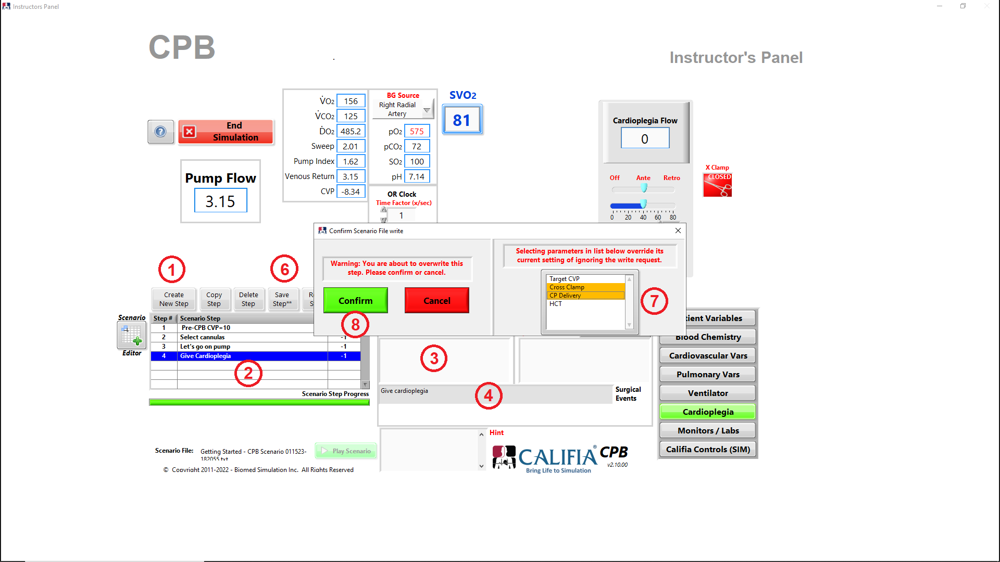 Instructors Panel
CPB
Instructor's Panel
End
Simulation
Pump Flow
3.15
V̇O2 156
V̇CO2 125
ḊO2 485.2
Sweep 2.01
Pump Index 1.62
Venous Return 3.15
CVP -8.34
BG Source
Right Radial
Artery
pO2 575
pCO2 72
SO2 100
pH 7.14
OR Clock
Time Factor (x/sec)
1
SVO2
81
Cardioplegia Flow
0
Off Ante Retro
0 20 40 60 80
X Clamp
CLOSED
Confirm Scenario File write
Warning: You are about to overwrite this
step. Please confirm or cancel.
Confirm
Cancel
8
Selecting parameters in list below override its
current setting of ignoring the write request.
Target CVP
Cross Clamp
CP Delivery
HCT
7
1
6
Create
New Step
Copy
Step
Delete
Step
Save
Step**
Scenario
Editor
Step # Scenario Step
1 Pre-CPB CVP=10
2 Select cannulas -1
3 Let's go on pump -1
4 Give Cardioplegia -1
2
Scenario Step Progress
3
Give cardioplegia
4
Surgical
Events
Hint
tient Variables
Blood Chemistry
Cardiovascular Vars
Pulmonary Vars
Ventilator
Cardioplegia
Monitors / Labs
Califia Controls (SIM)
Scenario File:
Getting Started - CPB Scenario 011523-
182055.txt
Play Scenario
© Copyright 2011-2022 - Biomed Simulation Inc. All Rights Reserved
CALIFIA® CPB
v2.10.00
Bring Life to Simulation